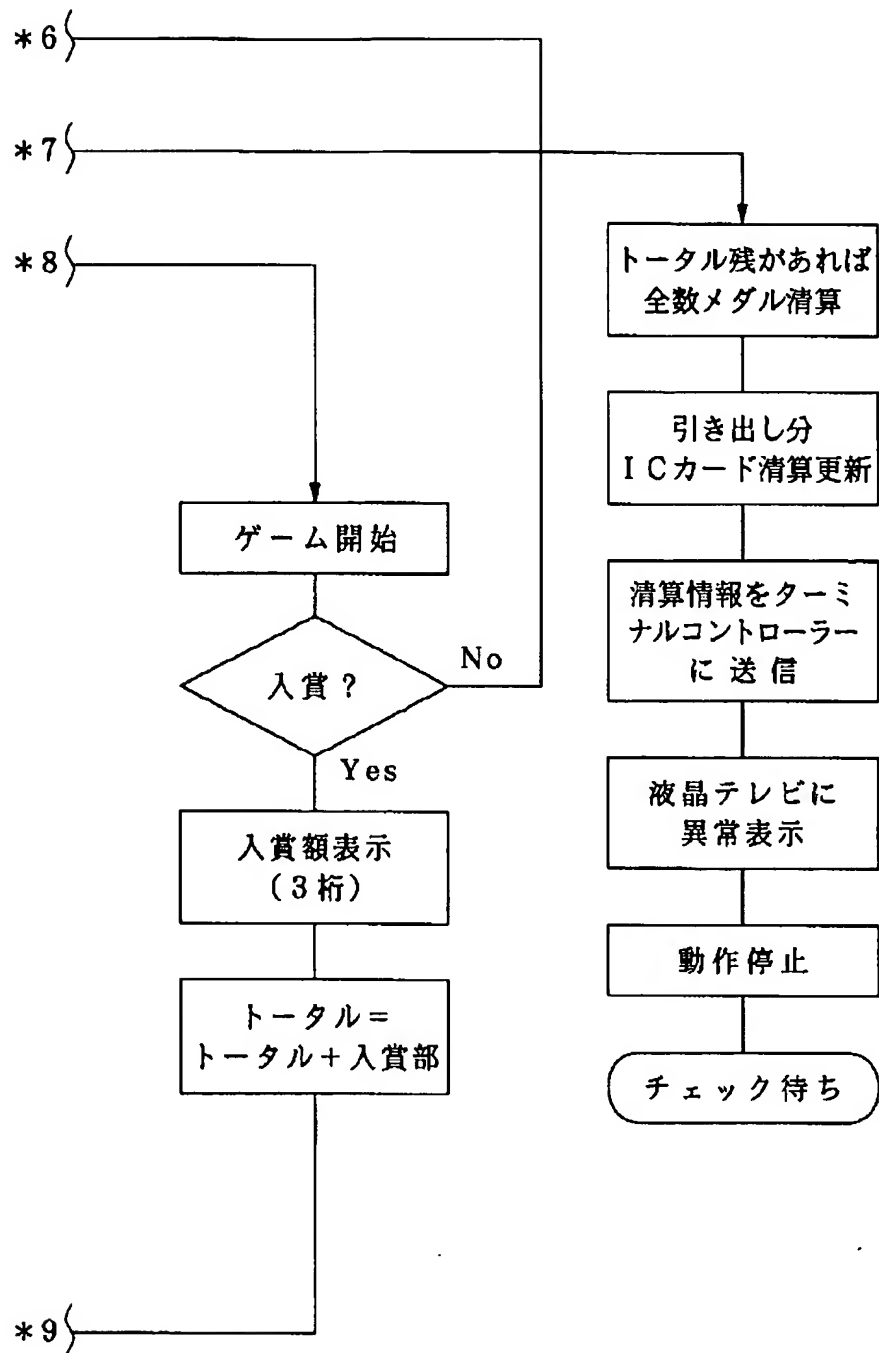 *6
*7
*8
ゲーム開始
入賞?
No
Yes
入賞額表示
(3桁)
トータル=
トータル+入賞部
*9
トータル残があれば
全数メダル清算
引き出し分
ICカード清算更新
清算情報をターミ
ナルコントローラー
に送信
液晶テレビに
異常表示
動作停止
チェック待ち